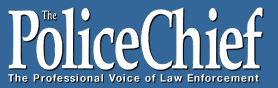 The
PoliceChief
The Professional Voice of Law Enforcement